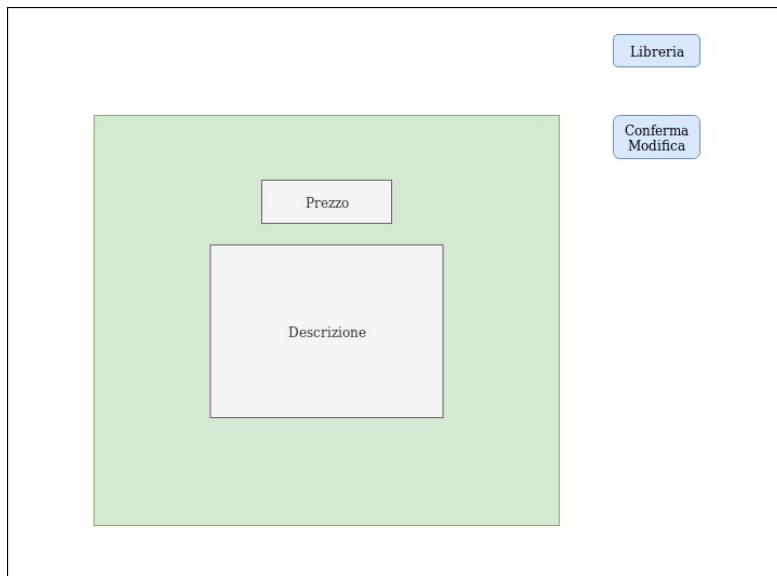 Libreria
Conferma
Modifica
Prezzo
Descrizione